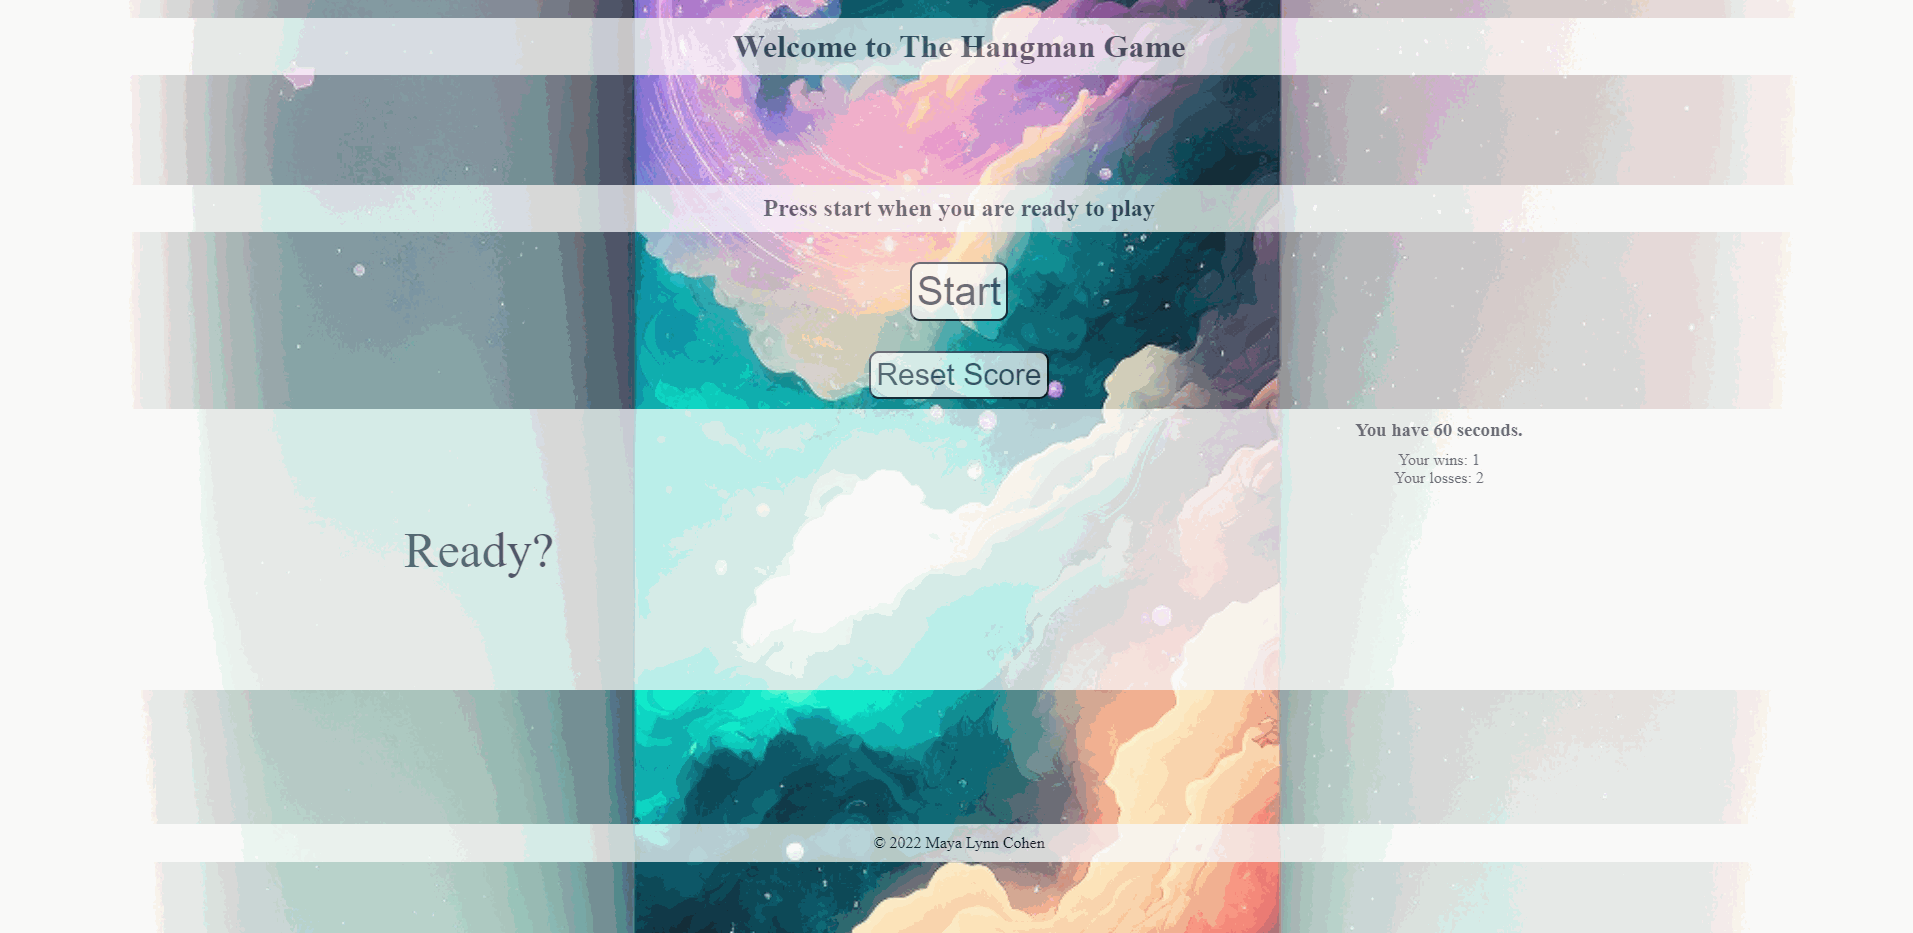 Welcome to The Hangman Game
Press start when you are ready to play
Start
Reset Score
You have 60 seconds.
Your wins: 1
Your losses: 2
Ready?
© 2022 Maya Lynn Cohen